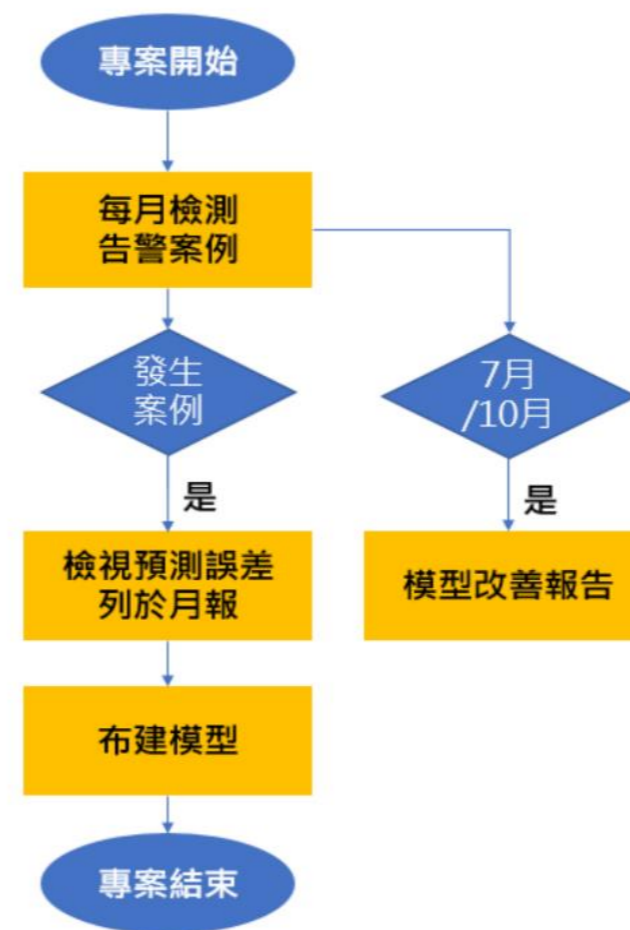 專案開始
每月檢測
告警案例
發生
案例
7月
/10月
是
是
檢視預測誤差
列於月報
模型改善報告
布建模型
專案結束